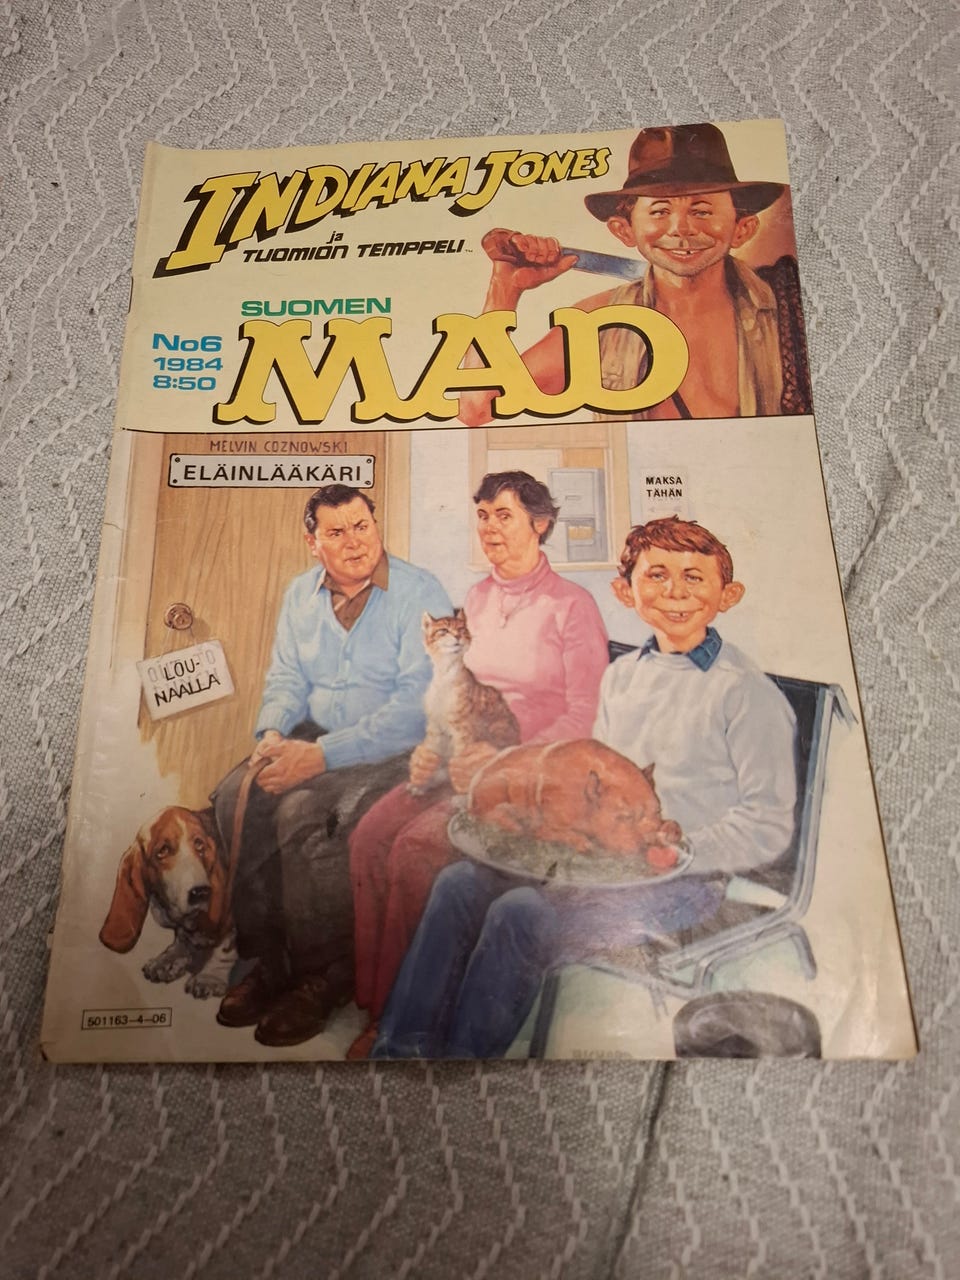 INDIANA JONES
ja
TUOMION TEMPPELI™
SUOMEN
MAD
No6
1984
8:50
MELVIN COZNOWSKI
ELÄINLÄÄKÄRI
MAKSA
TÄHÄN
LOU-
NAALLA
501163-4-06